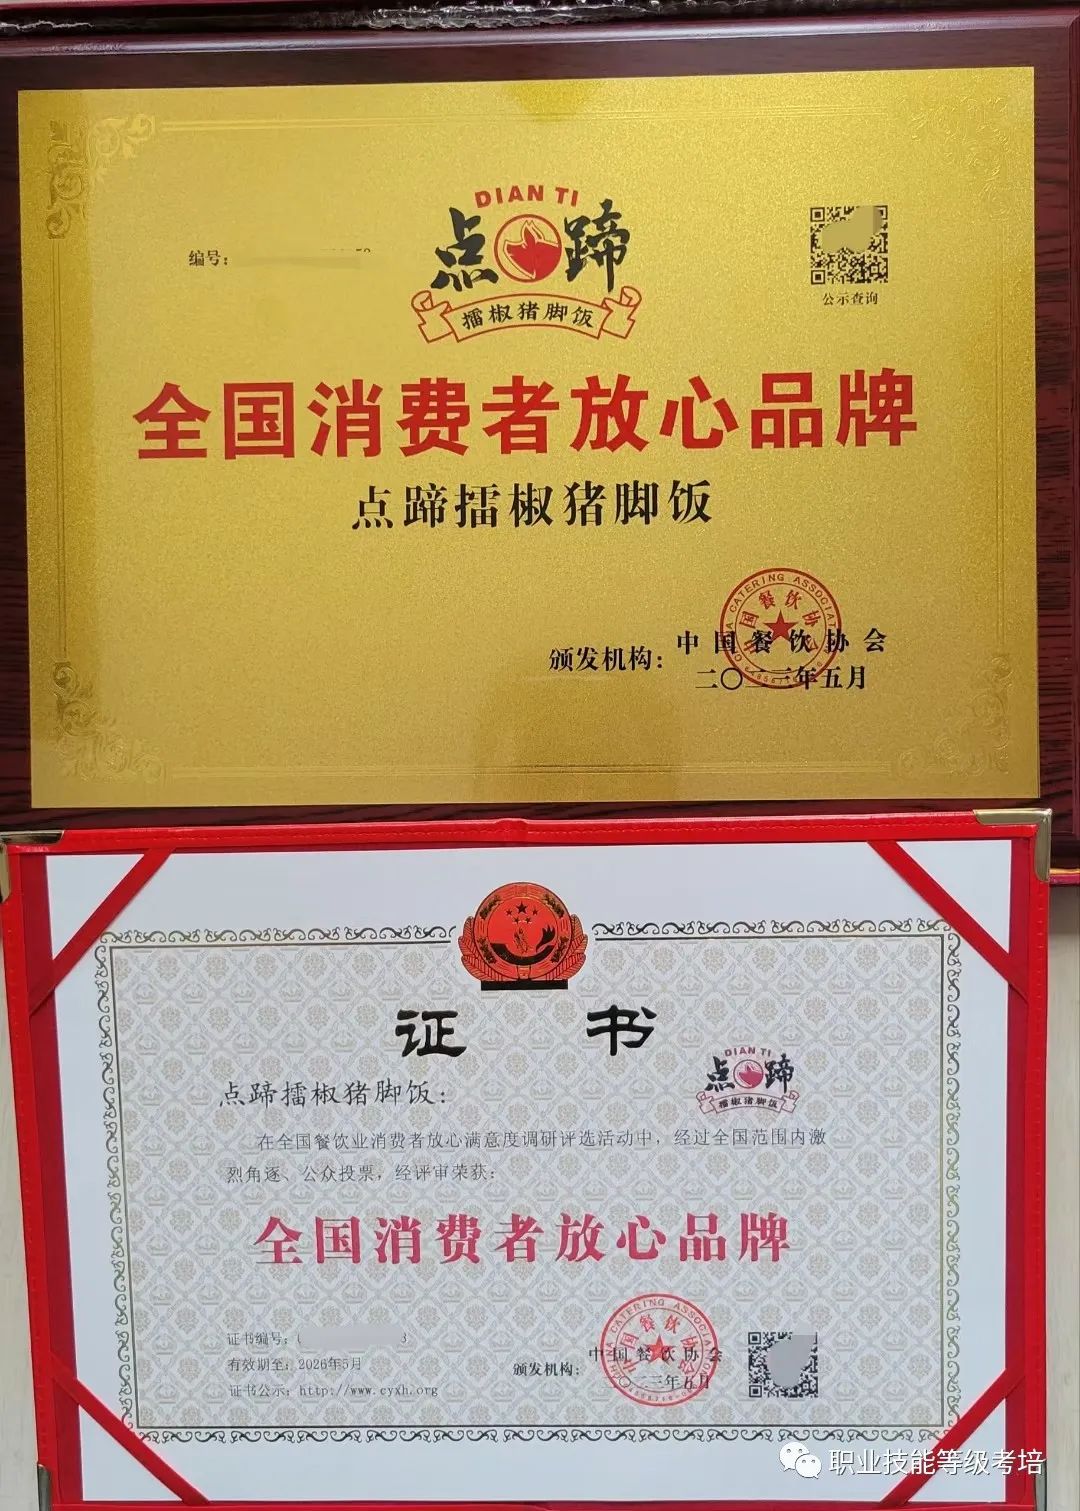 DIAN TI
点蹄
擂椒猪脚饭
编号:
公示查询
全国消费者放心品牌
点蹄擂椒猪脚饭
颁发机构: 中国餐饮协会
二〇二三年五月
证书
DIAN TI
点蹄
擂椒猪脚饭
点蹄擂椒猪脚饭:
在全国餐饮业消费者放心满意度调研评选活动中，经过全国范围内激
烈角逐、公众投票，经评审荣获:
全国消费者放心品牌
证书编号:
有效期至: 2026年5月
证书公示: http://www.cyxh.org
颁发机构: 中国餐饮协会
二〇二三年五月
职业技能等级考培